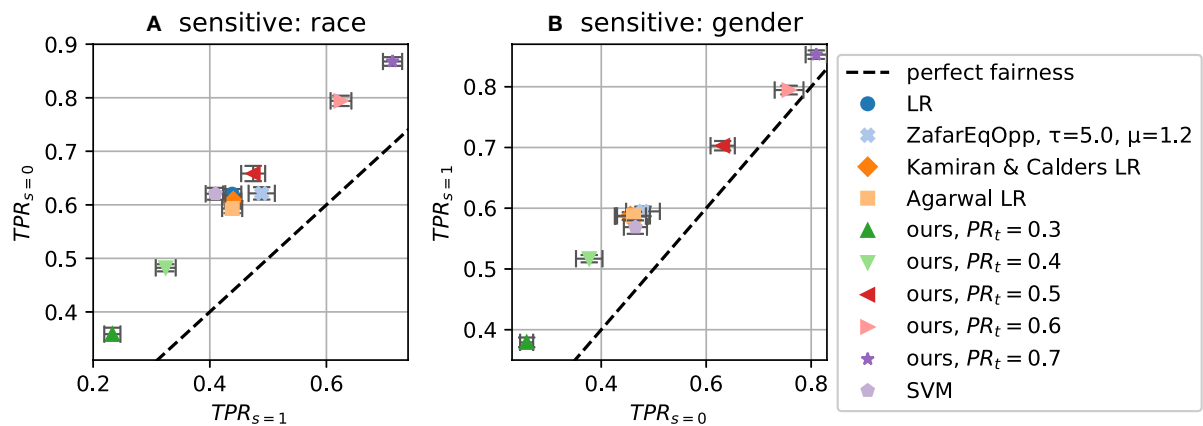 A sensitive: race
B sensitive: gender
0.9
0.8
0.7
0.6
0.5
0.4
TPR_{s=0}
0.2
0.4
0.6
TPR_{s=1}
0.9
0.8
0.7
0.6
0.5
0.4
TPR_{s=1}
0.4
0.6
0.8
TPR_{s=0}
perfect fairness
LR
ZafarEqOpp, τ=5.0, μ=1.2
Kamiran & Calders LR
Agarwal LR
ours, PR_t = 0.3
ours, PR_t = 0.4
ours, PR_t = 0.5
ours, PR_t = 0.6
ours, PR_t = 0.7
SVM